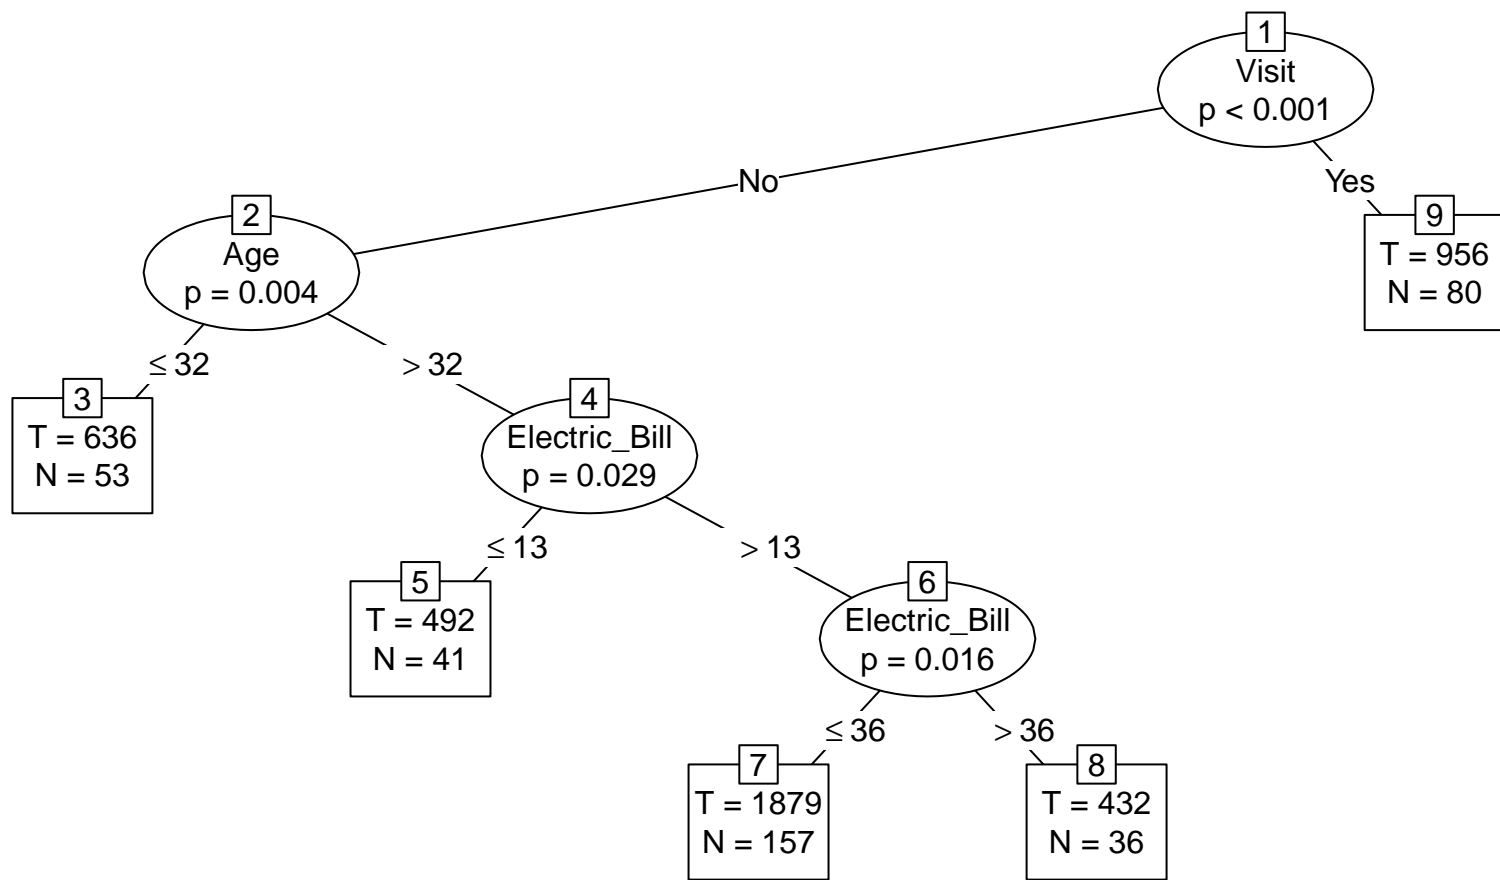 1
Visit
p < 0.001
No
Yes
2
Age
p = 0.004
9
T = 956
N = 80
≤ 32
> 32
3
T = 636
N = 53
4
Electric_Bill
p = 0.029
≤ 13
> 13
5
T = 492
N = 41
6
Electric_Bill
p = 0.016
≤ 36
> 36
7
T = 1879
N = 157
8
T = 432
N = 36